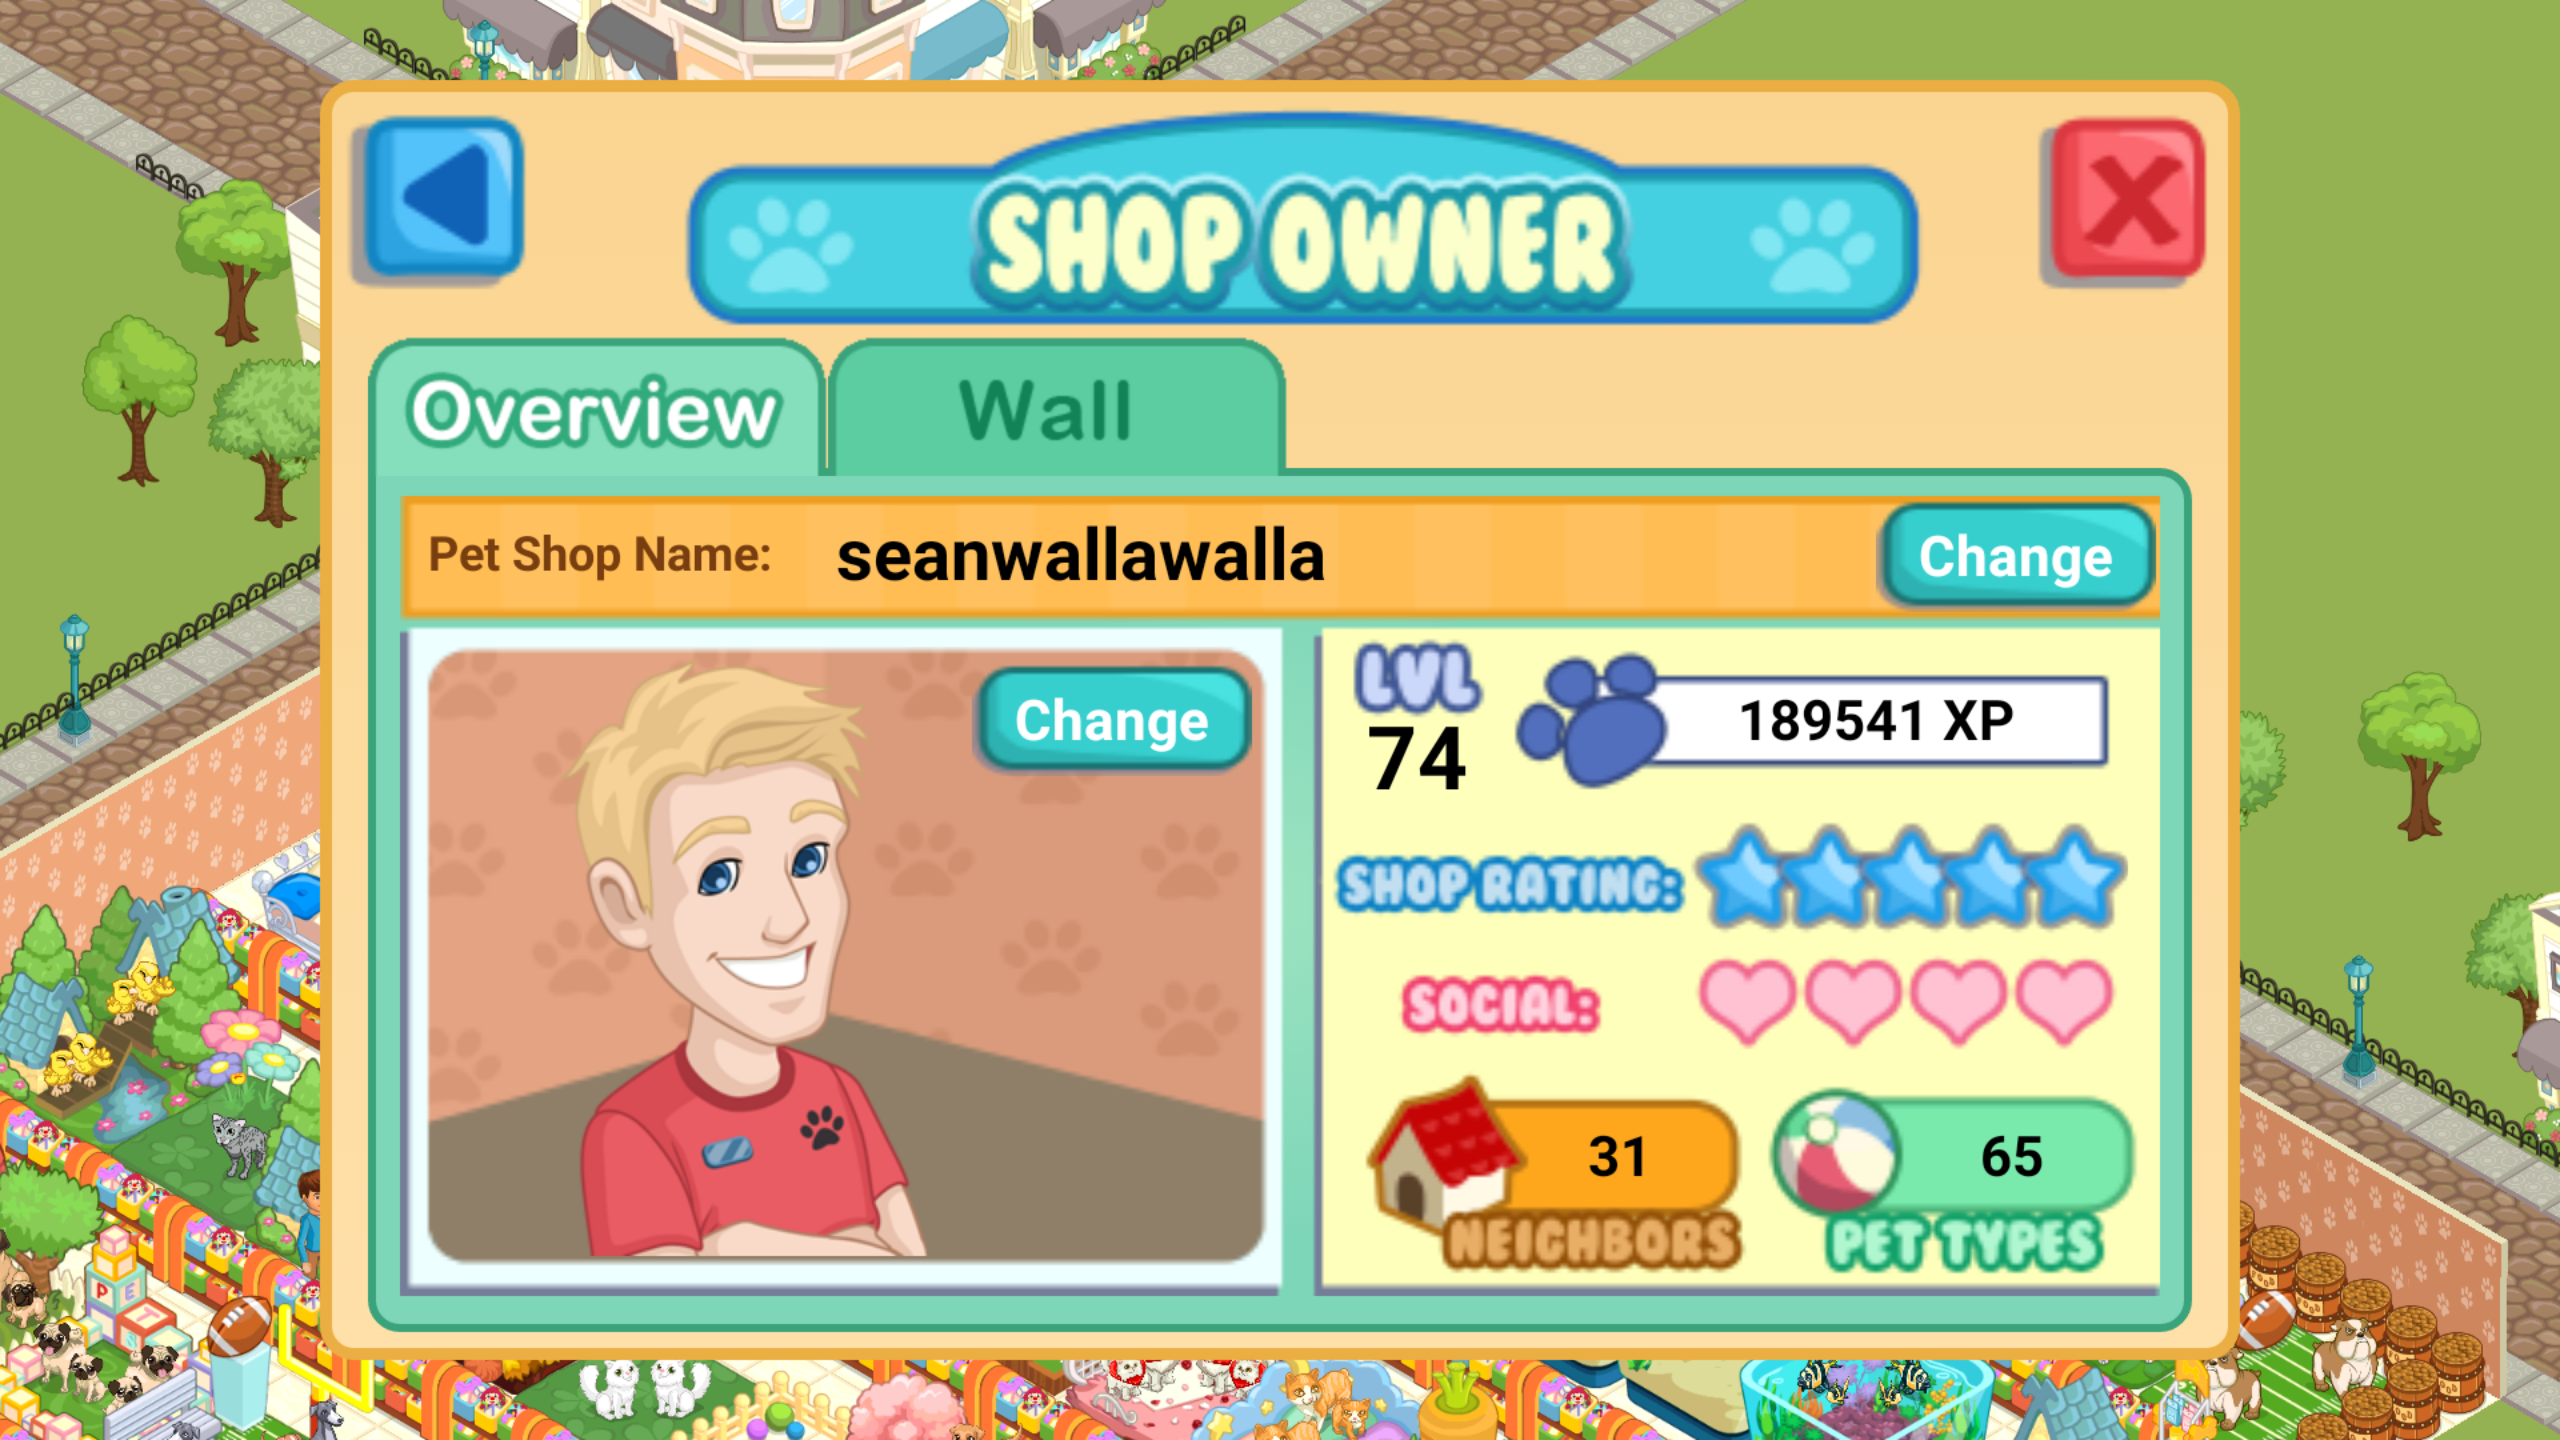 SHOP OWNER
Overview
Wall
Pet Shop Name: seanwallawalla
Change
Change
LVL
74
189541 XP
SHOP RATING:
SOCIAL:
31
NEIGHBORS
65
PET TYPES
P E T